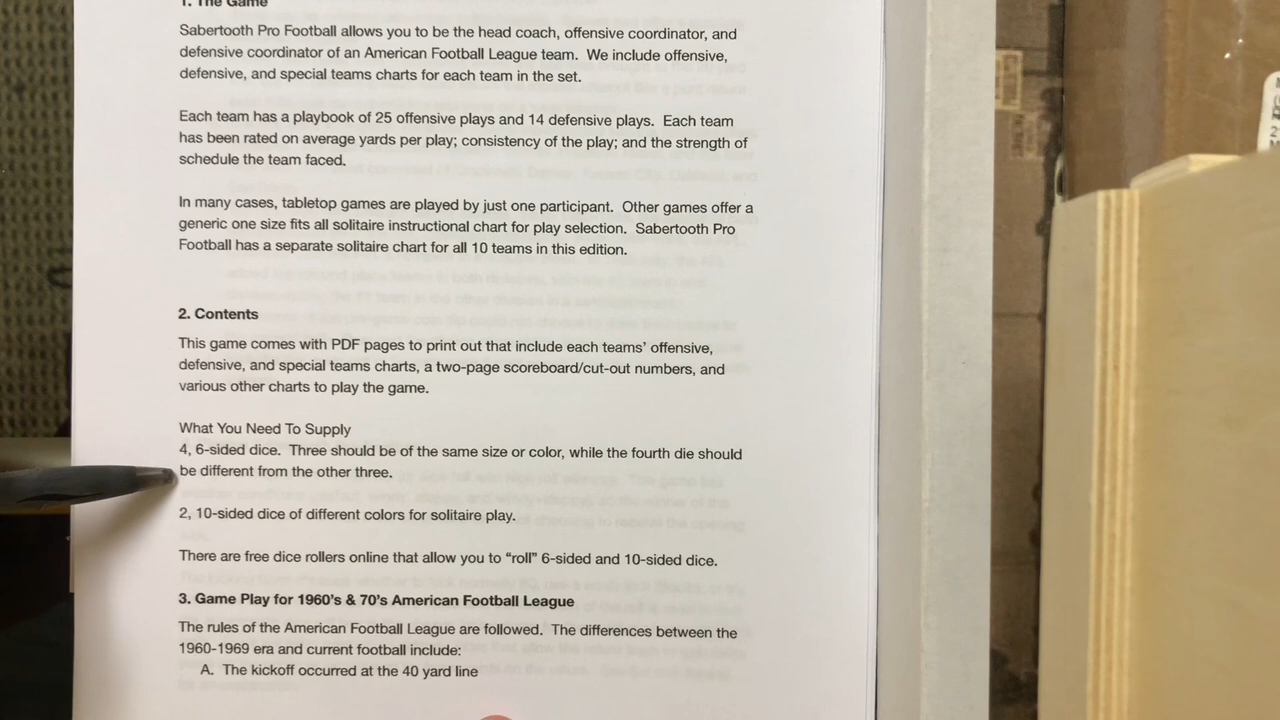 1. The Game
Sabertooth Pro Football allows you to be the head coach, offensive coordinator, and
defensive coordinator of an American Football League team.  We include offensive,
defensive, and special teams charts for each team in the set.
Each team has a playbook of 25 offensive plays and 14 defensive plays.  Each team
has been rated on average yards per play; consistency of the play; and the strength of
schedule the team faced.
In many cases, tabletop games are played by just one participant.  Other games offer a
generic one size fits all solitaire instructional chart for play selection.  Sabertooth Pro
Football has a separate solitaire chart for all 10 teams in this edition.
2. Contents
This game comes with PDF pages to print out that include each teams’ offensive,
defensive, and special teams charts, a two-page scoreboard/cut-out numbers, and
various other charts to play the game.
What You Need To Supply
4, 6-sided dice.  Three should be of the same size or color, while the fourth die should
be different from the other three.
2, 10-sided dice of different colors for solitaire play.
There are free dice rollers online that allow you to “roll” 6-sided and 10-sided dice.
3. Game Play for 1960’s & 70’s American Football League
The rules of the American Football League are followed.  The differences between the
1960-1969 era and current football include:
A.  The kickoff occurred at the 40 yard line